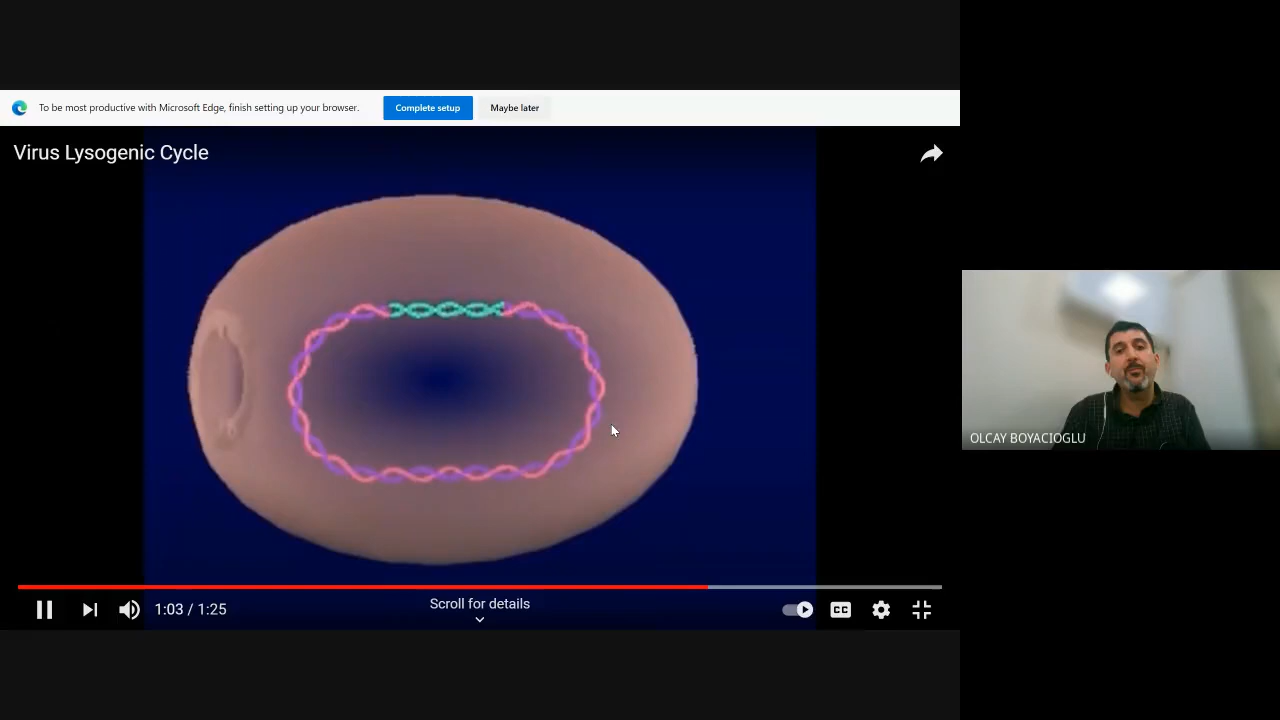 To be most productive with Microsoft Edge, finish setting up your browser. Complete setup Maybe later
Virus Lysogenic Cycle
OLCAY BOYACIOGLU
1:03 / 1:25
Scroll for details
CC